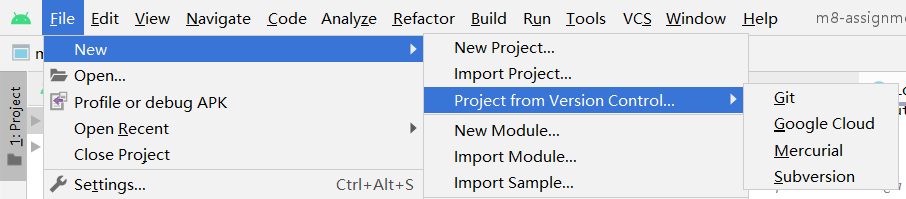 File Edit View Navigate Code Analyze Refactor Build Run Tools VCS Window Help m8-assignme
New
Open...
Profile or debug APK
Open Recent
Close Project
Settings... Ctrl+Alt+S
New Project...
Import Project...
Project from Version Control...
New Module...
Import Module...
Import Sample...
Git
Google Cloud
Mercurial
Subversion
1: Project